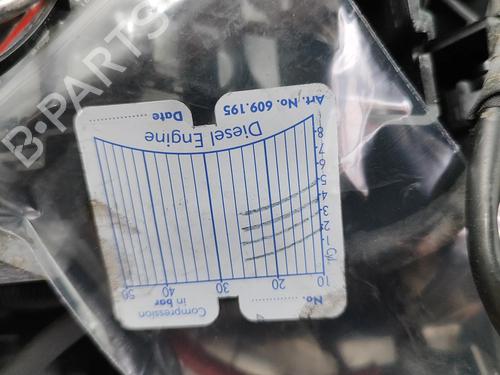 B-PARTS
No. ............
Compression
in bar
10 20 30 40 50
Cyl.
1
2
3
4
5
6
7
8
Diesel Engine
Art. No. 609.195
Date ............